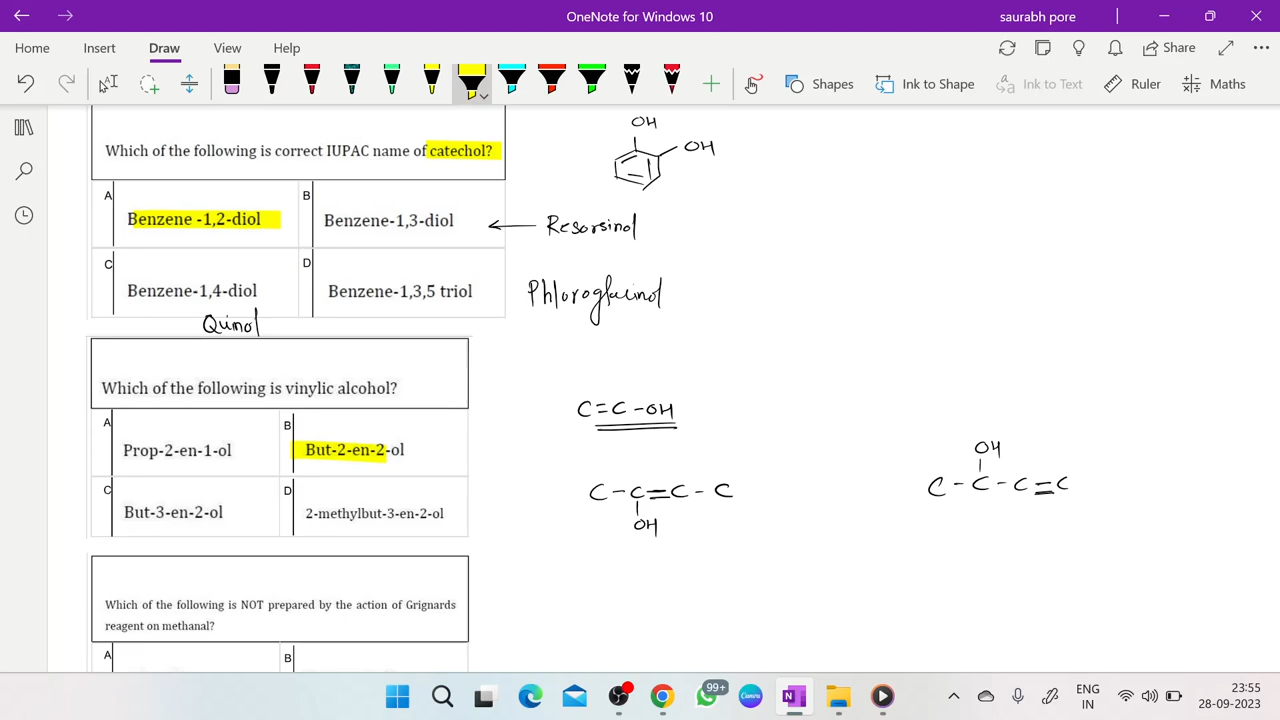 OneNote for Windows 10
saurabh pore
Home Insert Draw View Help
Share
Shapes Ink to Shape Ink to Text Ruler Maths
Which of the following is correct IUPAC name of catechol?
OH
OH
A Benzene -1,2-diol
B Benzene-1,3-diol
Resorsinol
C Benzene-1,4-diol
D Benzene-1,3,5 triol
Phloroglucinol
Quinol
Which of the following is vinylic alcohol?
C=C-OH
A Prop-2-en-1-ol
B But-2-en-2-ol
OH
C But-3-en-2-ol
D 2-methylbut-3-en-2-ol
C-C=C-C
C-C-C=C
OH
Which of the following is NOT prepared by the action of Grignards
reagent on methanal?
A
B
99+
ENG
IN
23:55
28-09-2023